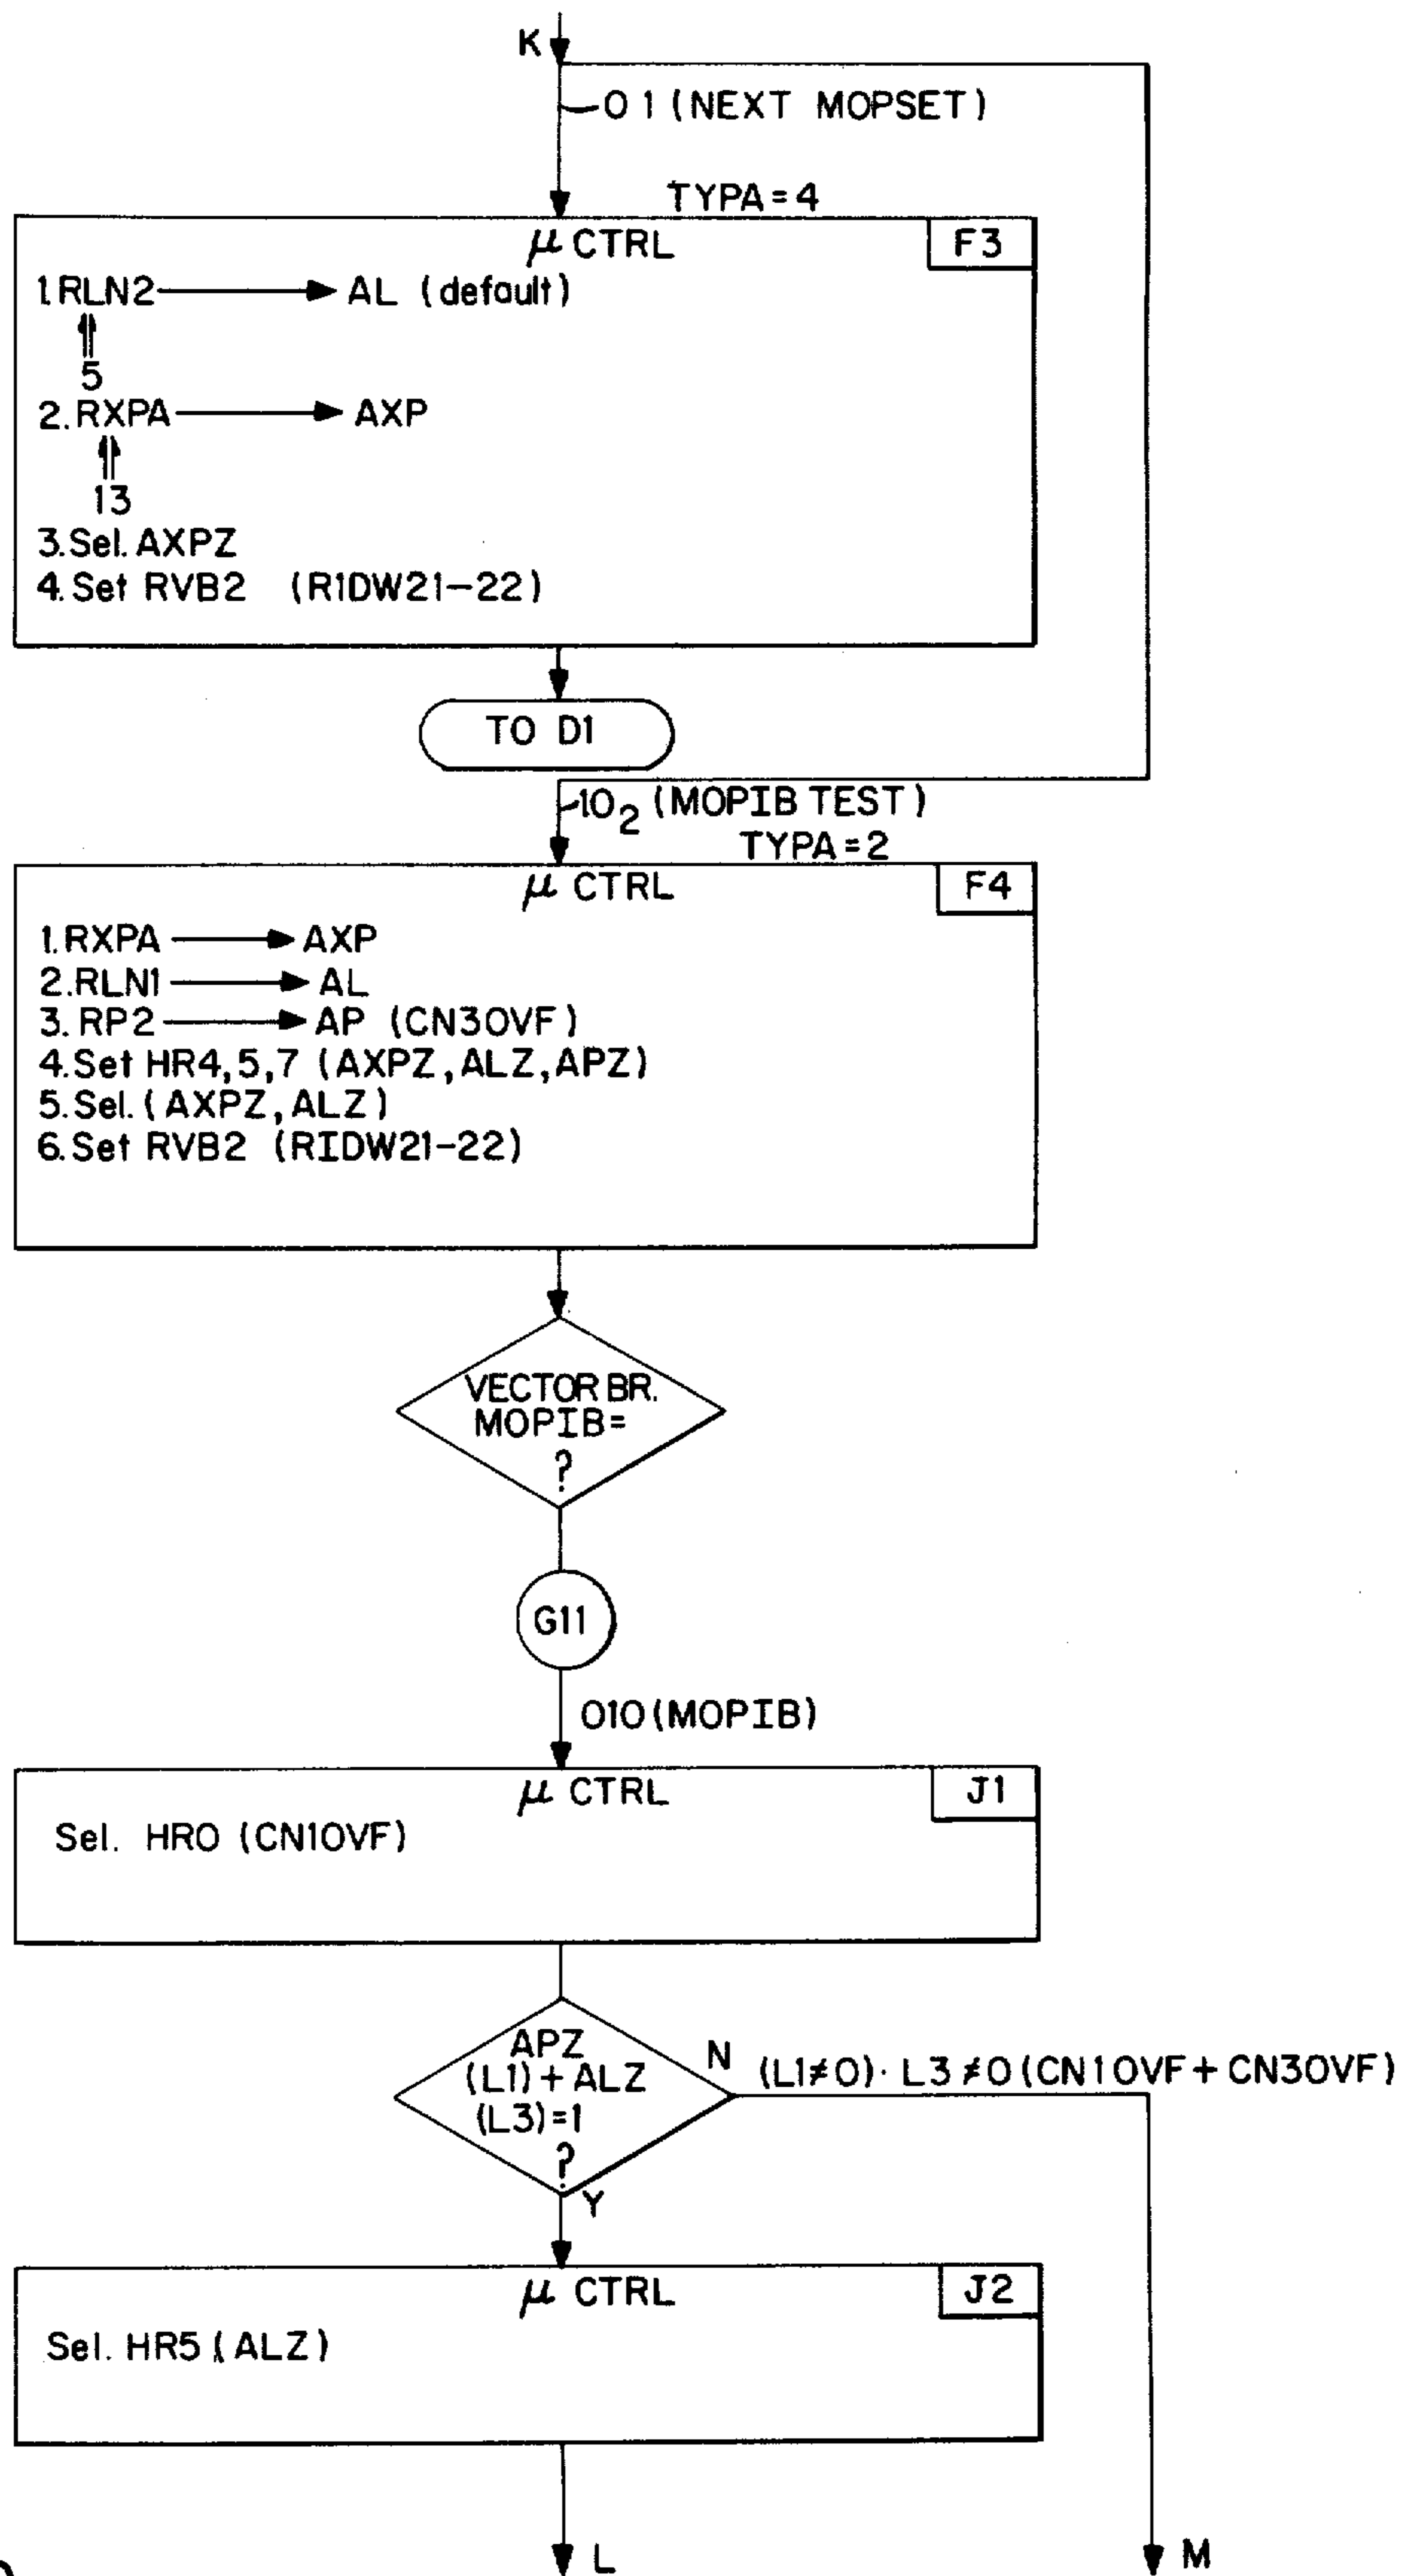 K
01 (NEXT MOPSET)
TYPA=4
μ CTRL
F3
1. RLN2 → AL (default)
⇑
5
2. RXPA → AXP
⇑
13
3. Sel. AXPZ
4. Set RVB2 (RIDW21-22)
TO D1
10₂ (MOPIB TEST)
TYPA=2
μ CTRL
F4
1. RXPA → AXP
2. RLN1 → AL
3. RP2 → AP (CN3OVF)
4. Set HR4,5,7 (AXPZ,ALZ,APZ)
5. Sel. (AXPZ,ALZ)
6. Set RVB2 (RIDW21-22)
VECTOR BR.
MOPIB=
?
G11
010 (MOPIB)
μ CTRL
J1
Sel. HR0 (CN1OVF)
APZ
(L1)+ALZ
(L3)=1
?
N
(L1≠0)· L3≠0 (CN1OVF+CN3OVF)
Y
μ CTRL
J2
Sel. HR5 (ALZ)
L
M